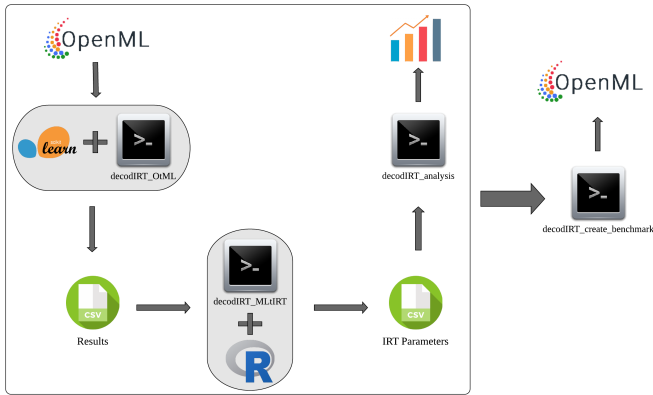 OpenML
learn
decodIRT_OtML
>_
Results
CSV
>_
decodIRT_MLtIRT
R
CSV
IRT Parameters
>_
decodIRT_analysis
>_
decodIRT_create_benchmark
OpenML